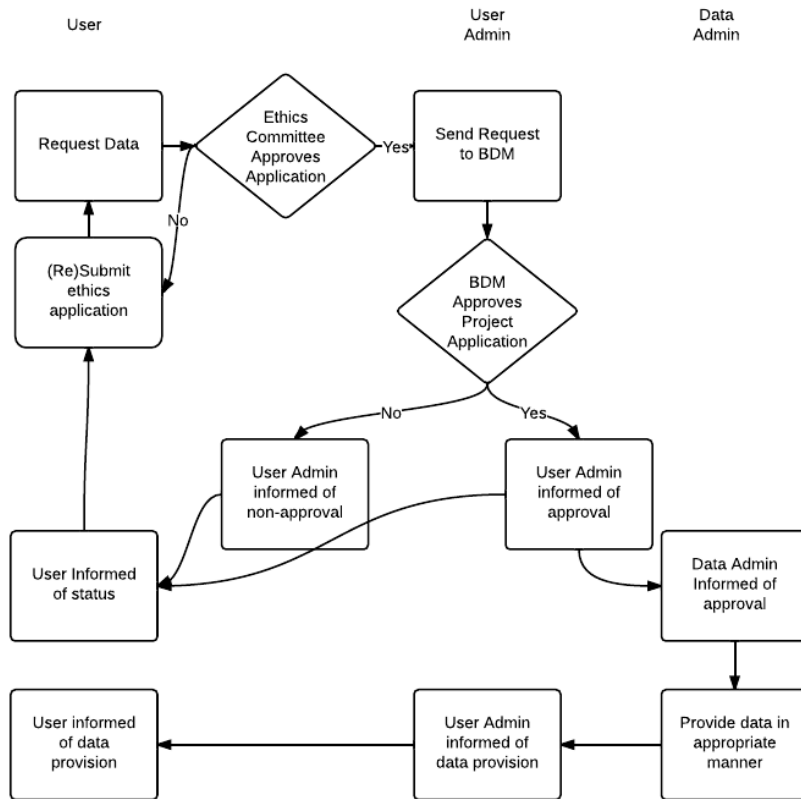 User
User
Admin
Data
Admin
Request Data
Ethics
Committee
Approves
Application
Yes
Send Request
to BDM
No
(Re)Submit
ethics
application
BDM
Approves
Project
Application
No
Yes
User Admin
informed of
non-approval
User Admin
informed of
approval
User Informed
of status
Data Admin
Informed of
approval
User informed
of data
provision
User Admin
informed of
data provision
Provide data in
appropriate
manner